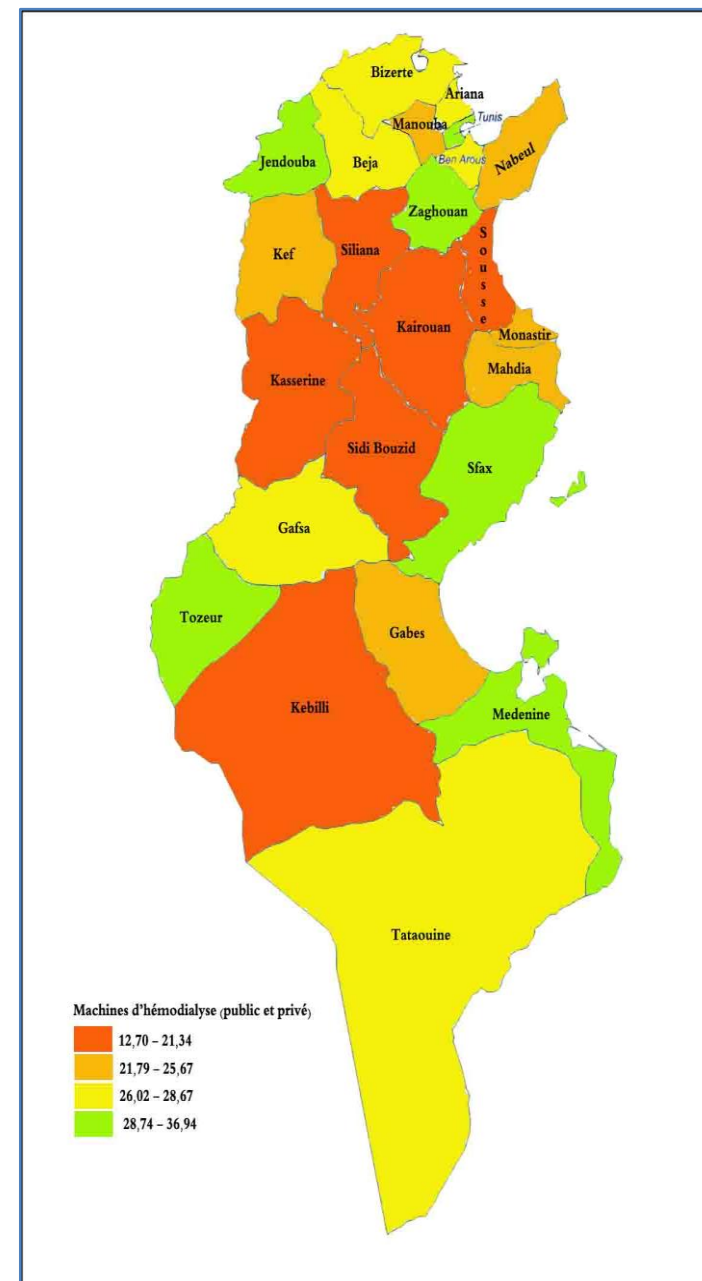 Bizerte
Ariana
Tunis
Manouba
Ben Arous
Nabeul
Jendouba
Beja
Zaghouan
Kef
Siliana
Sousse
Kairouan
Monastir
Mahdia
Kasserine
Sidi Bouzid
Sfax
Gafsa
Tozeur
Gabes
Kebilli
Medenine
Tataouine
Machines d'hémodialyse (public et privé)
12,70 – 21,34
21,79 – 25,67
26,02 – 28,67
28,74 – 36,94